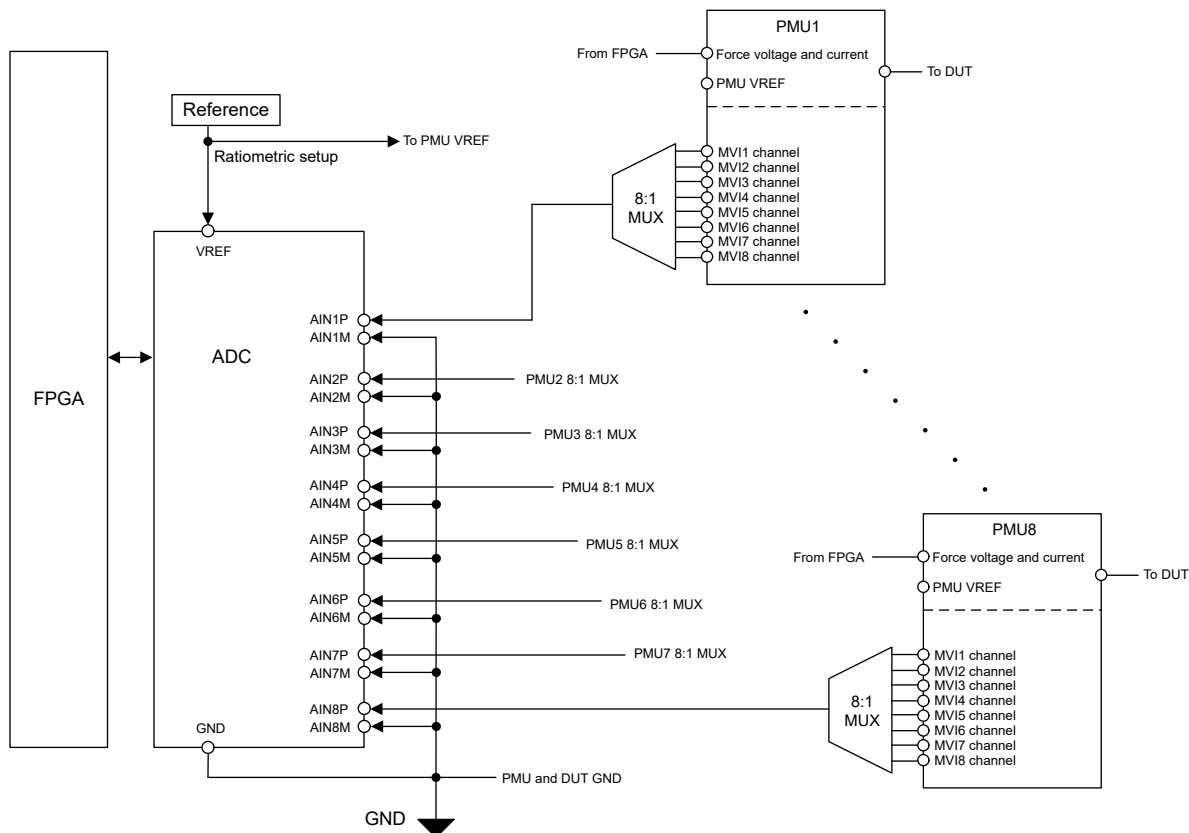 PMU1
From FPGA
Force voltage and current
To DUT
PMU VREF
Reference
To PMU VREF
Ratiometric setup
MVI1 channel
MVI2 channel
MVI3 channel
MVI4 channel
MVI5 channel
MVI6 channel
MVI7 channel
MVI8 channel
8:1
MUX
VREF
ADC
FPGA
AIN1P
AIN1M
AIN2P
PMU2 8:1 MUX
AIN2M
AIN3P
PMU3 8:1 MUX
AIN3M
AIN4P
PMU4 8:1 MUX
AIN4M
AIN5P
PMU5 8:1 MUX
AIN5M
AIN6P
PMU6 8:1 MUX
AIN6M
AIN7P
PMU7 8:1 MUX
AIN7M
AIN8P
AIN8M
GND
PMU and DUT GND
GND
PMU8
From FPGA
Force voltage and current
To DUT
PMU VREF
MVI1 channel
MVI2 channel
MVI3 channel
MVI4 channel
MVI5 channel
MVI6 channel
MVI7 channel
MVI8 channel
8:1
MUX